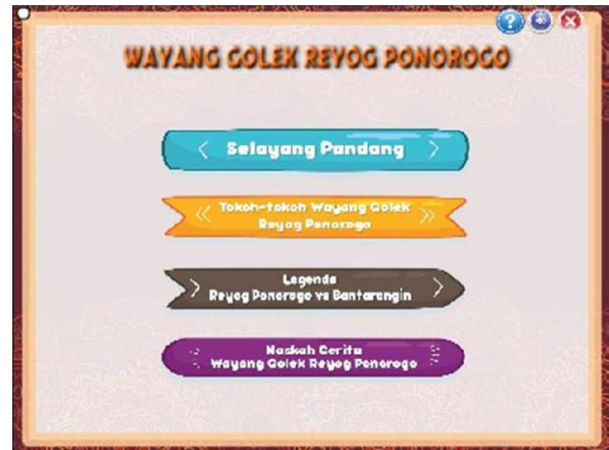 WAYANG GOLEK REYOG PONOROGO
Selayang Pandang
Tokoh-tokoh Wayang Golek
Reyog Ponorogo
Legenda
Reyog Ponorogo vs Bantarangin
Naskah Cerita
Wayang Golek Reyog Ponorogo